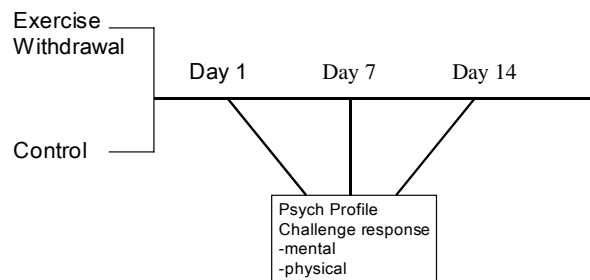 Exercise
Withdrawal
Day 1
Day 7
Day 14
Control
Psych Profile
Challenge response
-mental
-physical